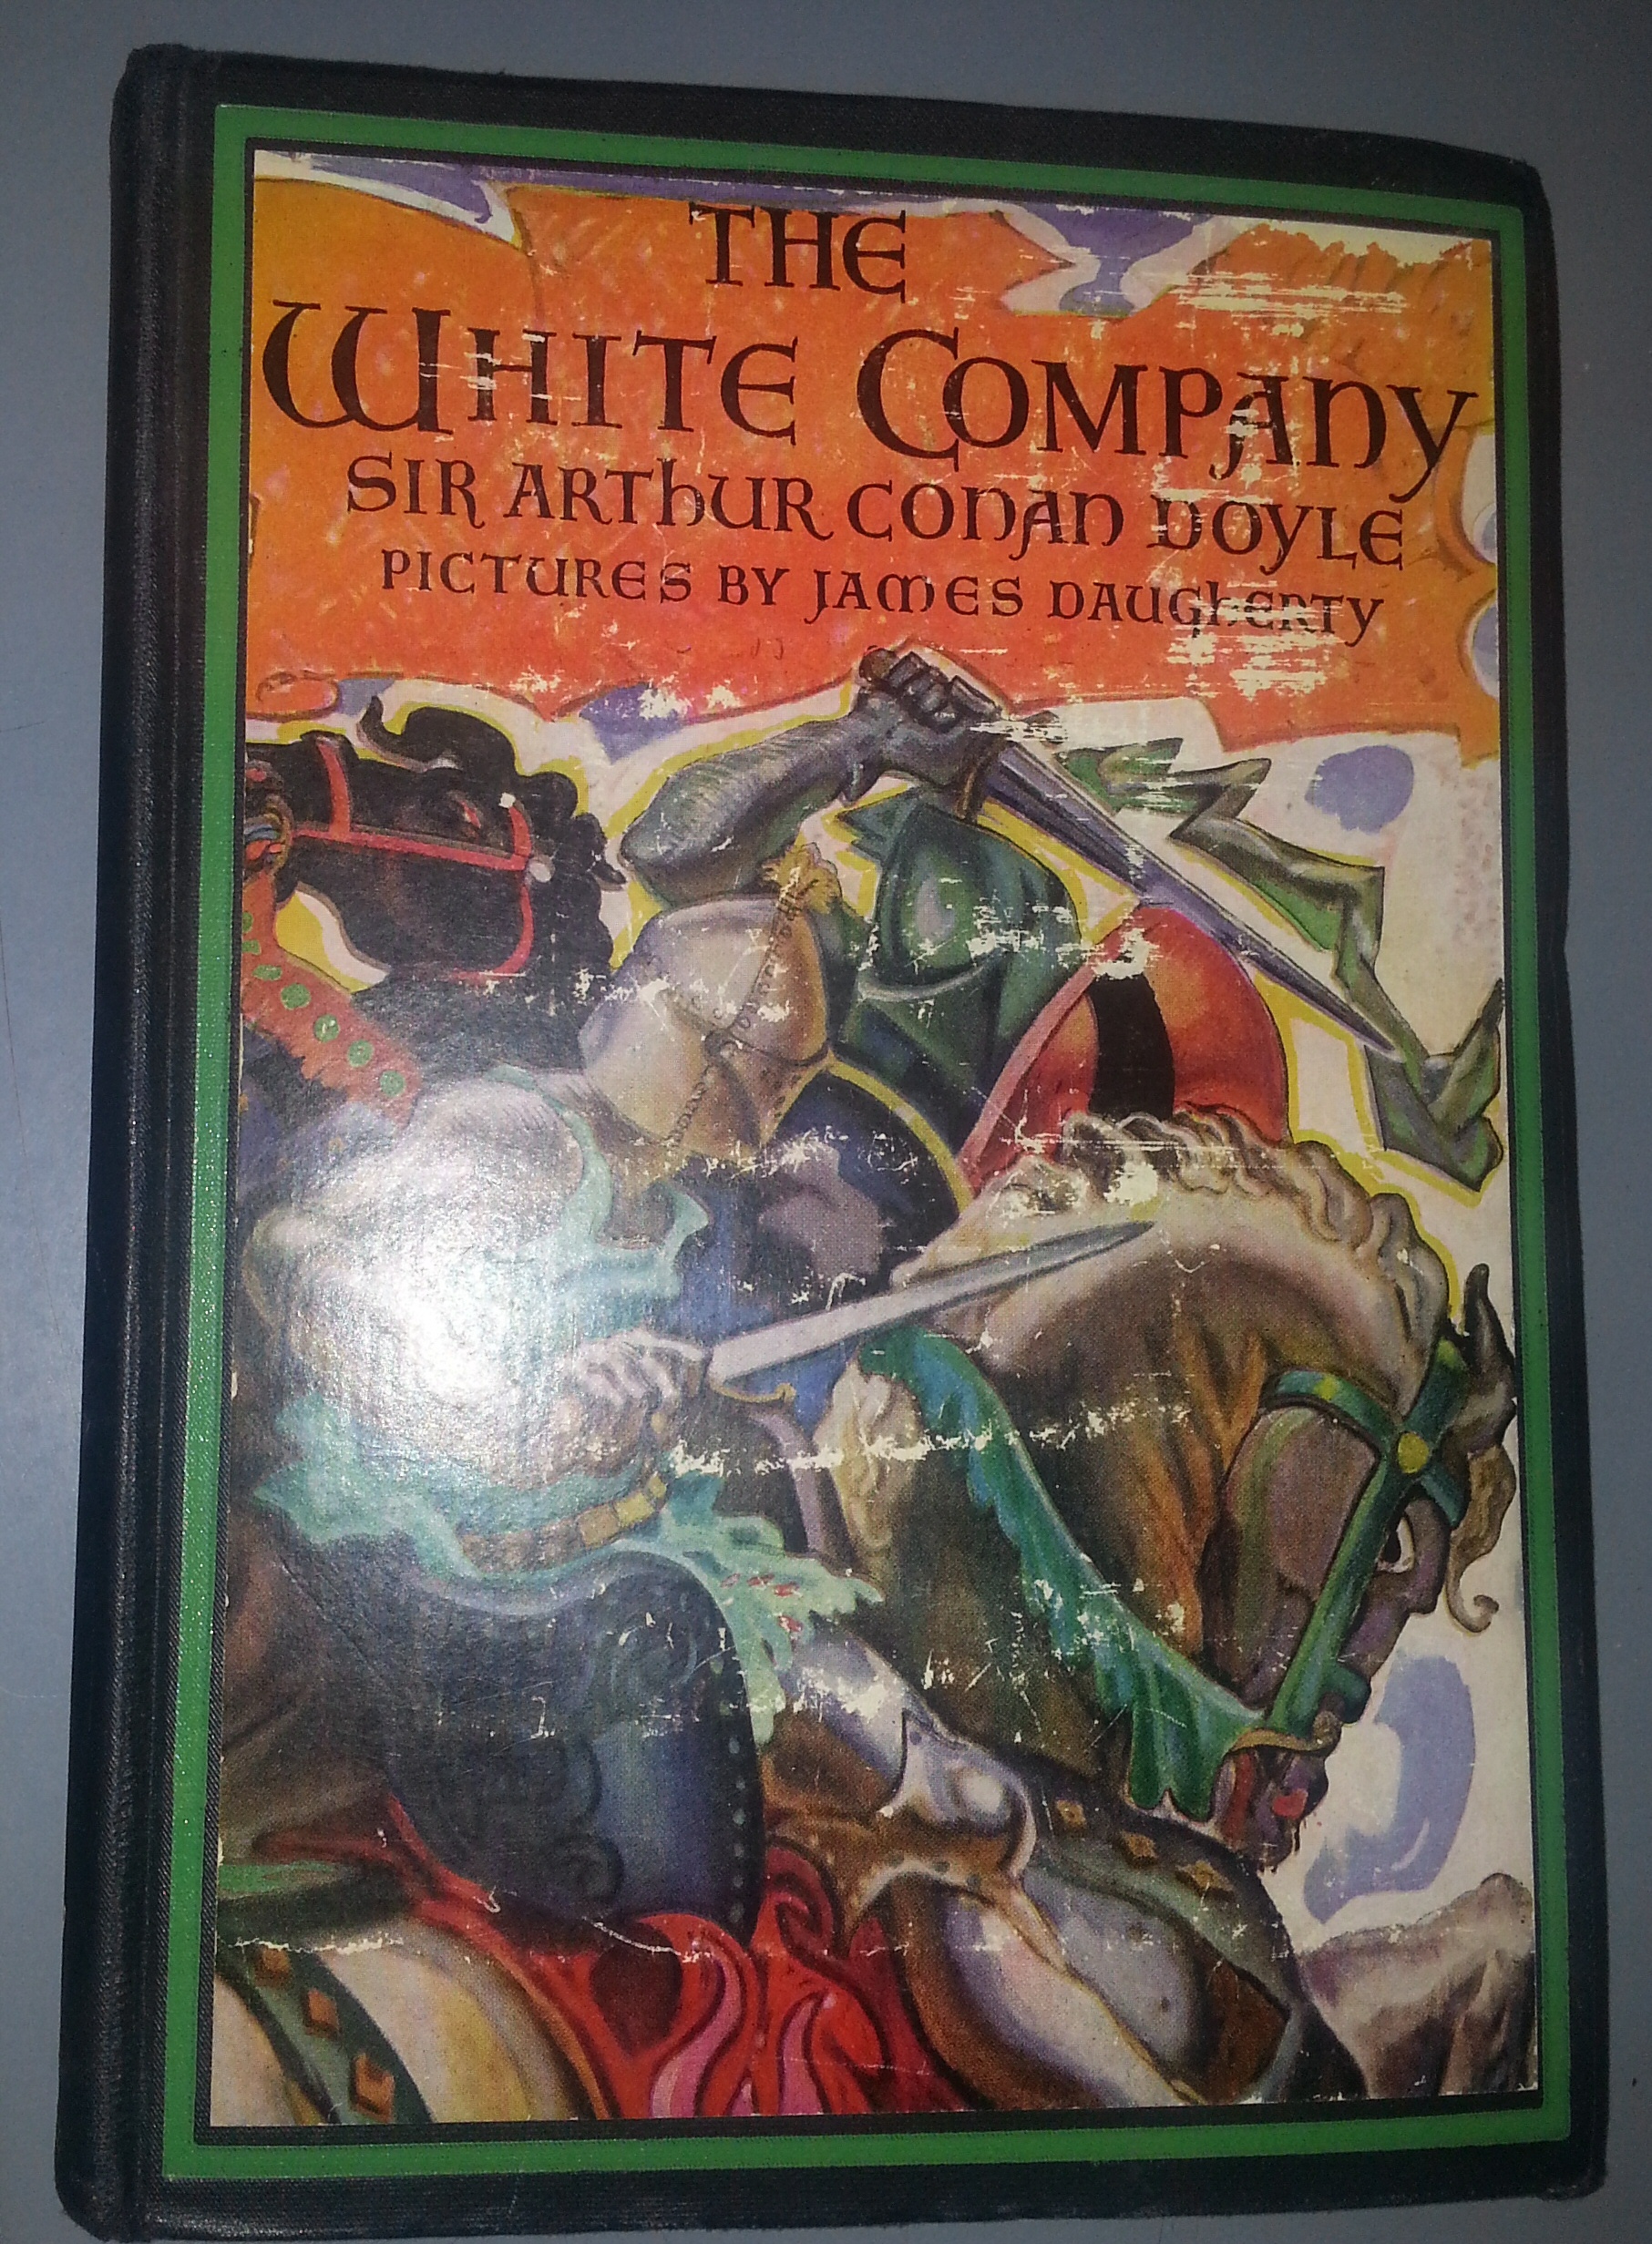 THE
WHITE COMPANY
SIR ARTHUR CONAN DOYLE
PICTURES BY JAMES DAUGHERTY